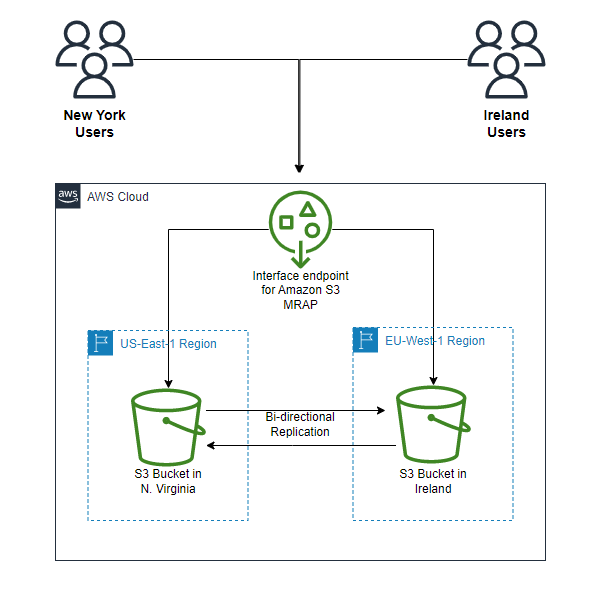 New York
Users
Ireland
Users
aws
AWS Cloud
Interface endpoint
for Amazon S3
MRAP
US-East-1 Region
EU-West-1 Region
Bi-directional
Replication
S3 Bucket in
N. Virginia
S3 Bucket in
Ireland